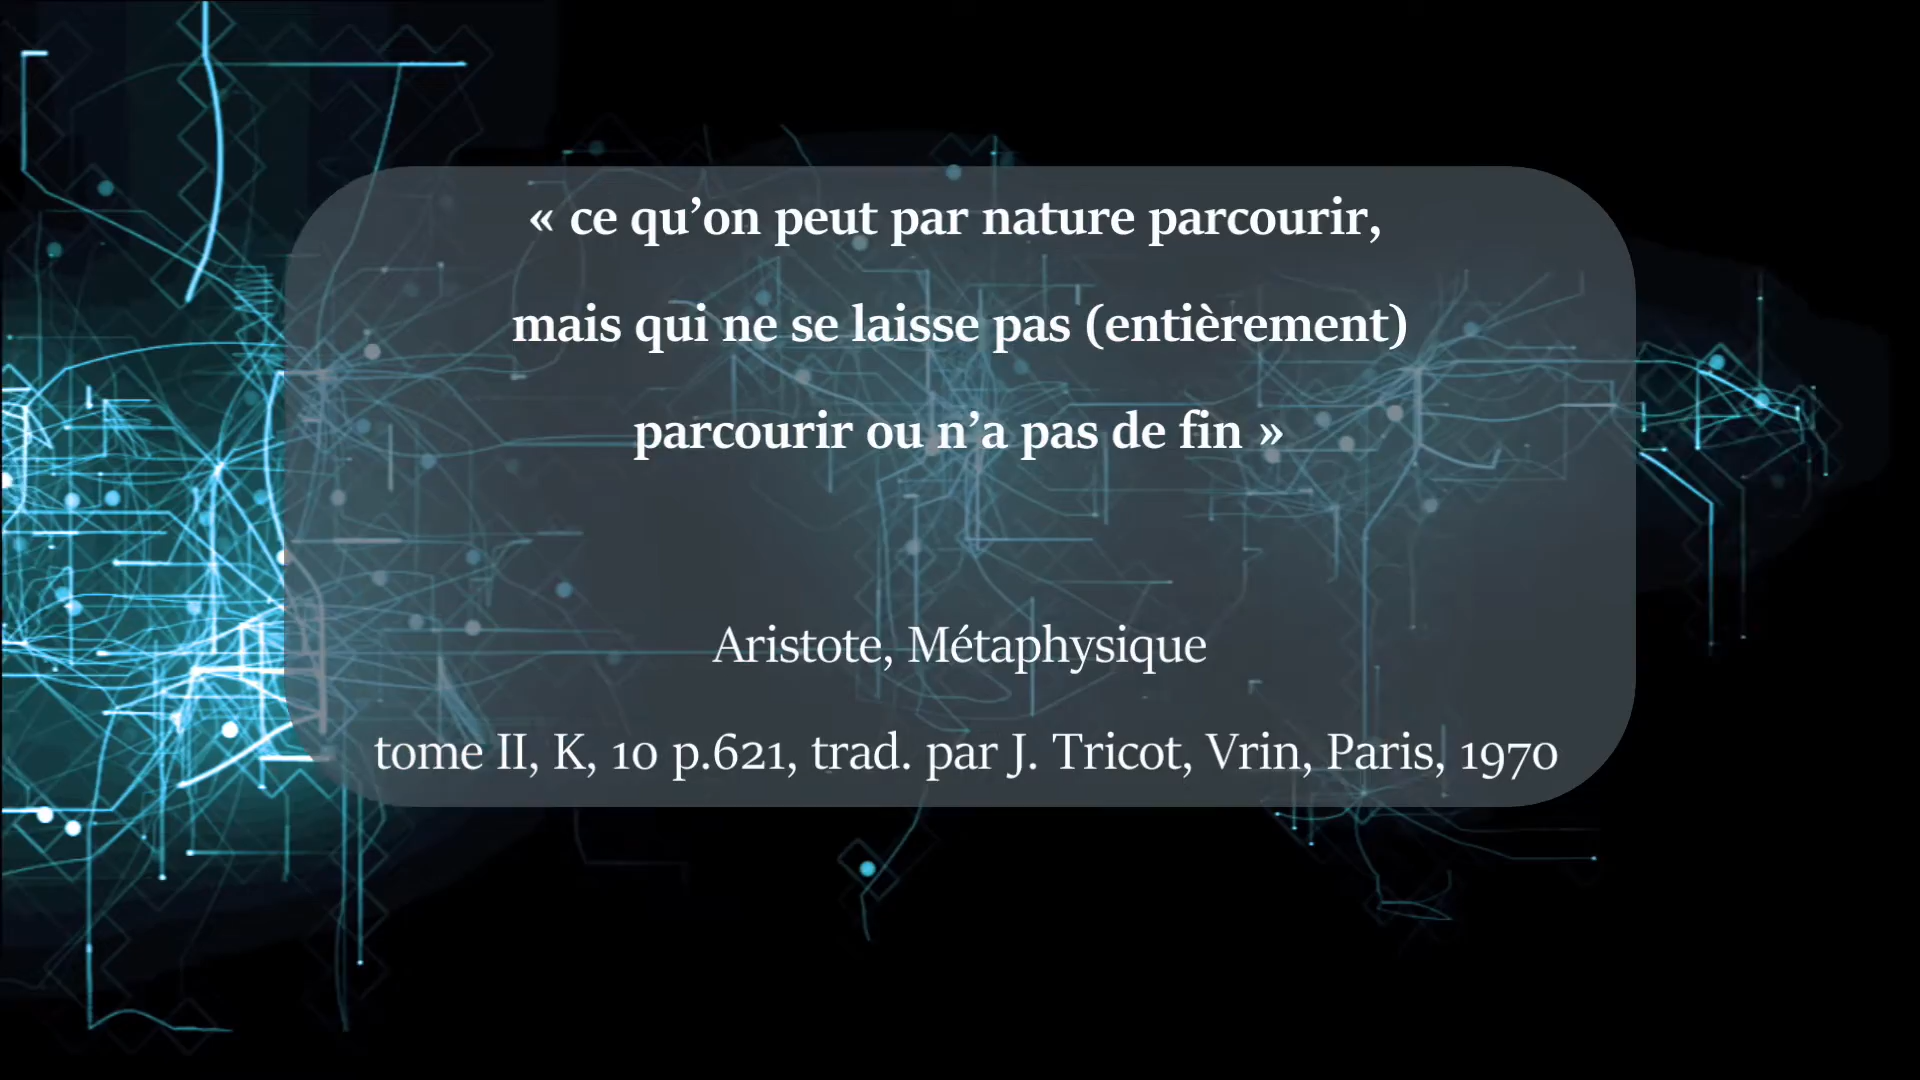 « ce qu’on peut par nature parcourir,
mais qui ne se laisse pas (entièrement)
parcourir ou n’a pas de fin »
Aristote, Métaphysique
tome II, K, 10 p.621, trad. par J. Tricot, Vrin, Paris, 1970